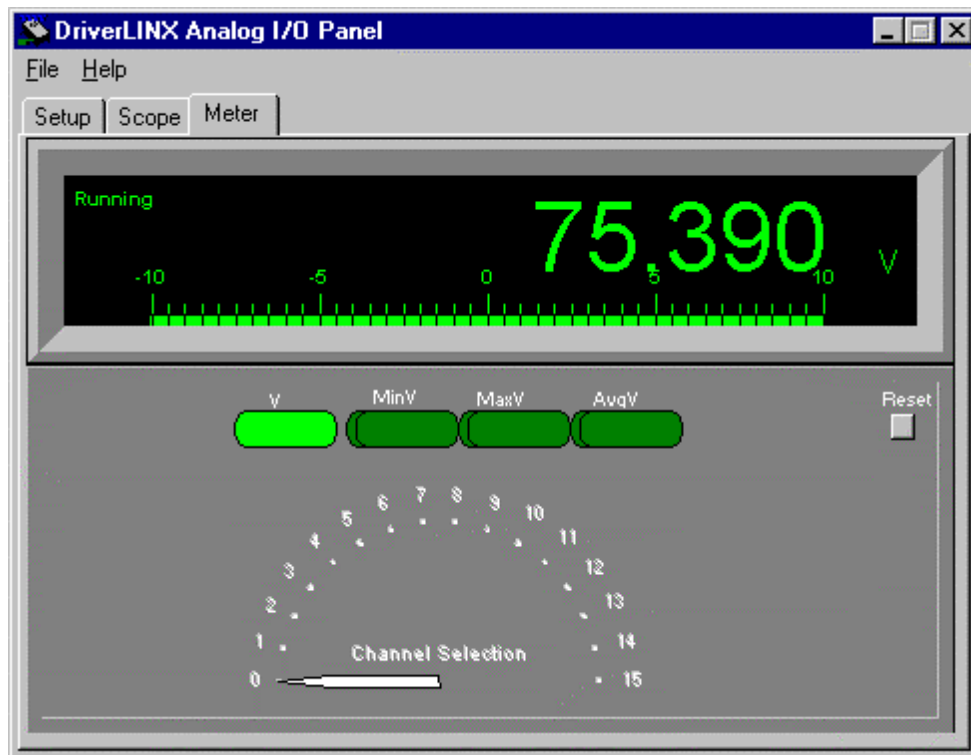 DriverLINX Analog I/O Panel
File Help
Setup Scope Meter
Running
75.390
V
-10 -5 0 5 10
V MinV MaxV AvgV Reset
0 1 2 3 4 5 6 7 8 9 10 11 12 13 14 15
Channel Selection